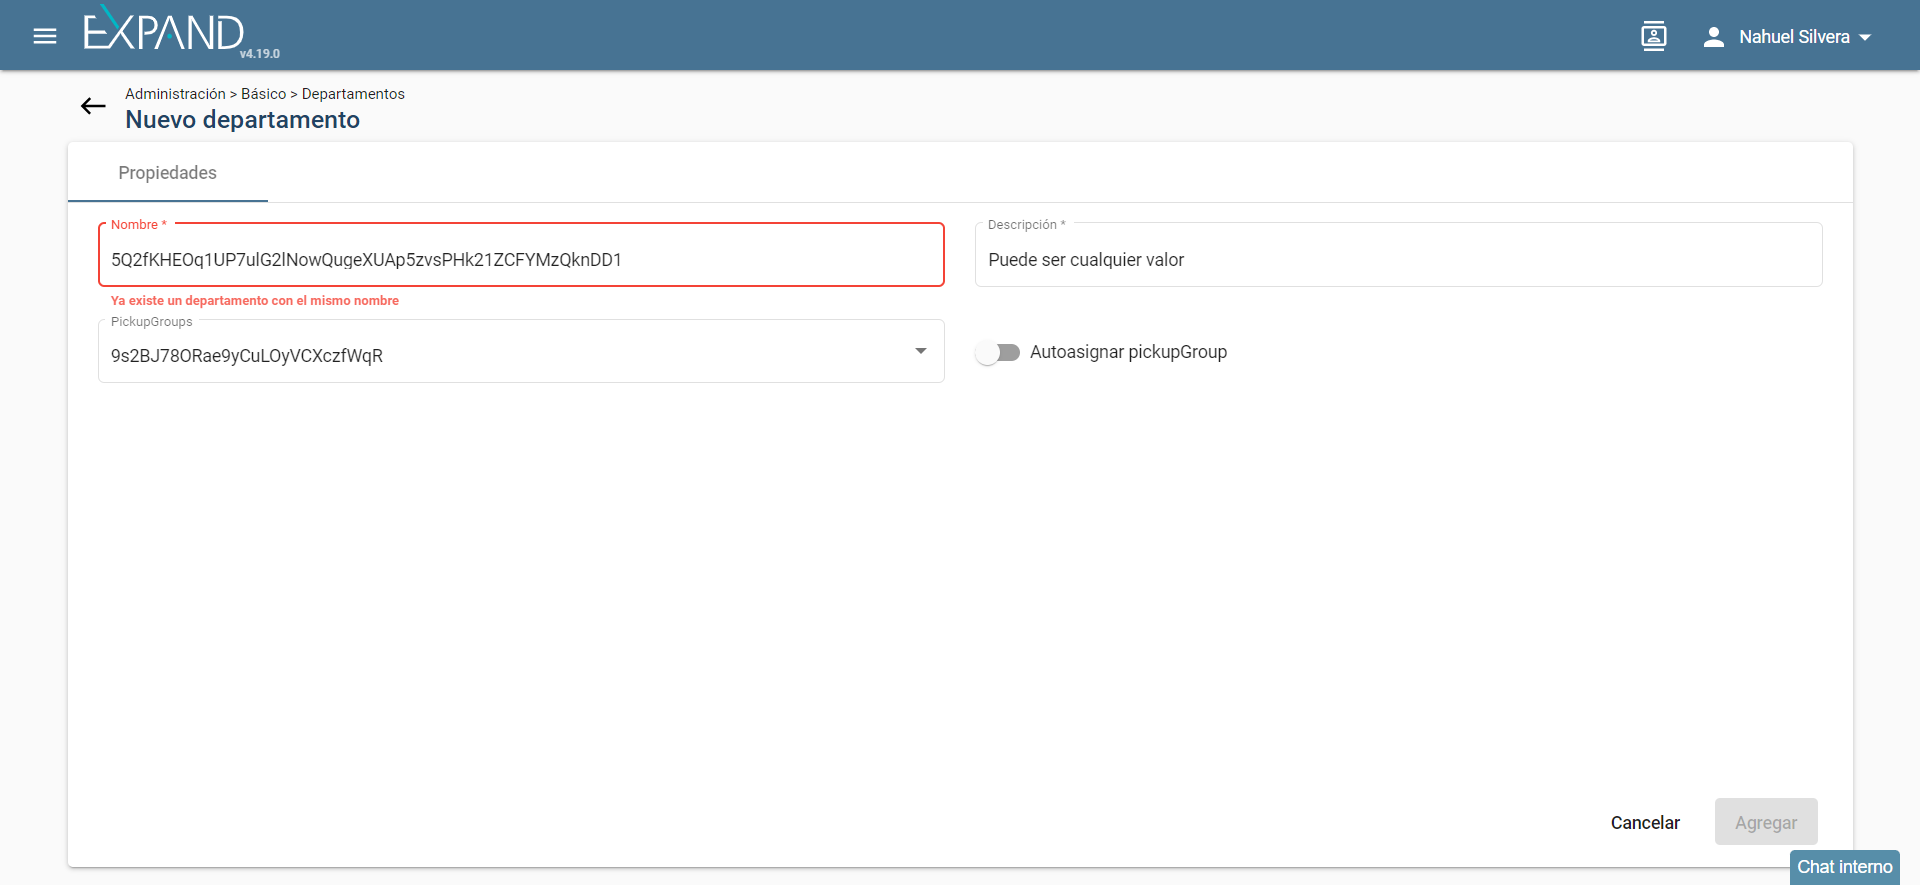 EXPAND
v4.19.0
Nahuel Silvera
Administración > Básico > Departamentos
Nuevo departamento
Propiedades
Nombre *
5Q2fKHEOq1UP7ulG2lNowQugeXUAp5zvsPHk21ZCFYMzQknDD1
Ya existe un departamento con el mismo nombre
Descripción *
Puede ser cualquier valor
PickupGroups
9s2BJ78ORae9yCuLOyVCXczfWqR
Autoasignar pickupGroup
Cancelar
Agregar
Chat interno